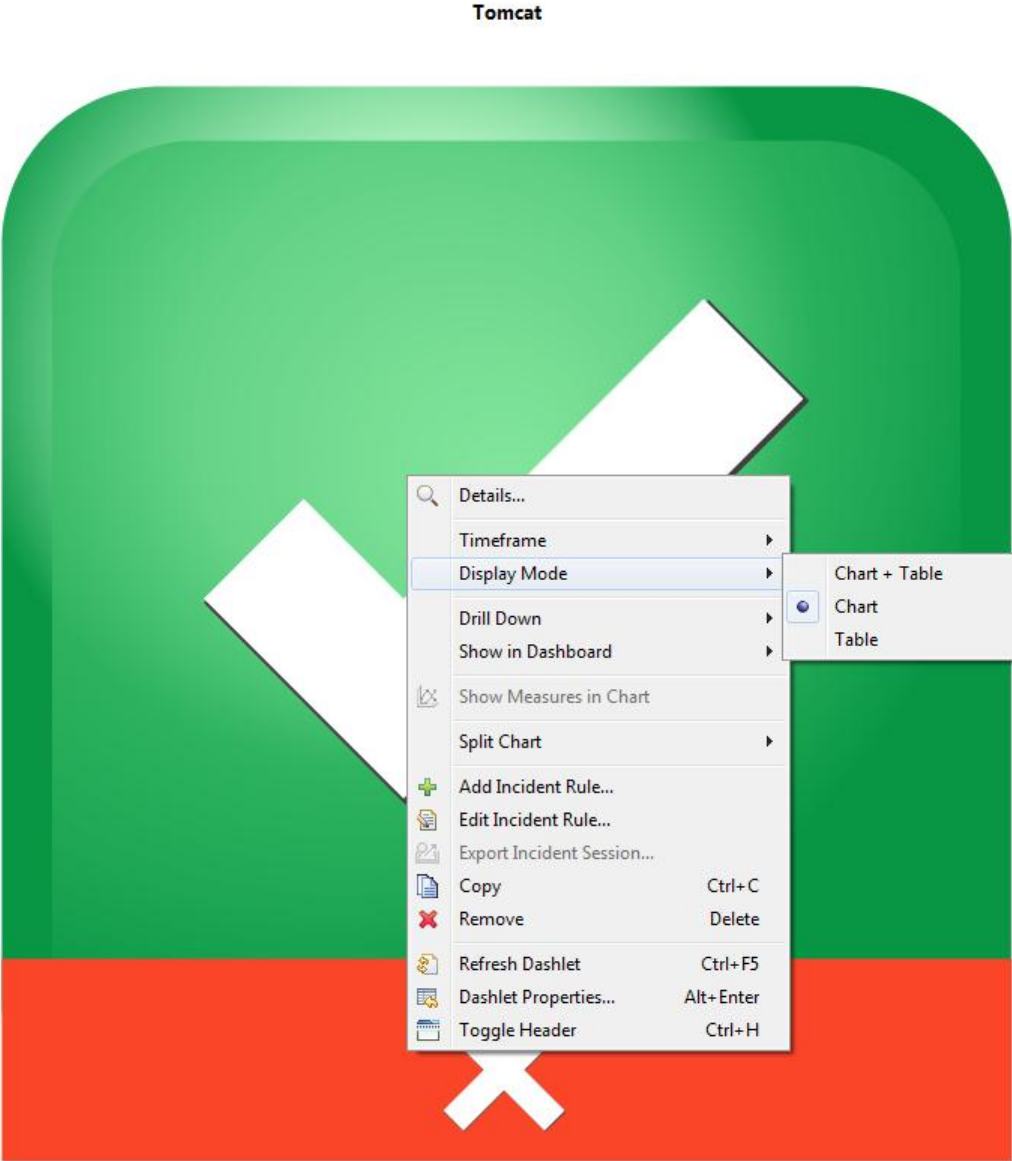 Tomcat
Details...
Timeframe
Display Mode
Chart + Table
Chart
Table
Drill Down
Show in Dashboard
Show Measures in Chart
Split Chart
Add Incident Rule...
Edit Incident Rule...
Export Incident Session...
Copy Ctrl+C
Remove Delete
Refresh Dashlet Ctrl+F5
Dashlet Properties... Alt+Enter
Toggle Header Ctrl+H